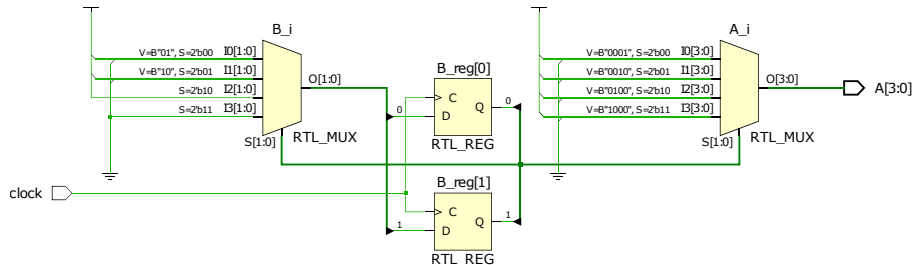 B_i
V=B"01", S=2'b00 I0[1:0]
V=B"10", S=2'b01 I1[1:0]
S=2'b10 I2[1:0]
S=2'b11 I3[1:0]
O[1:0]
S[1:0]
RTL_MUX
B_reg[0]
0
C
D
Q
0
RTL_REG
clock
B_reg[1]
1
C
D
Q
1
RTL_REG
A_i
V=B"0001", S=2'b00 I0[3:0]
V=B"0010", S=2'b01 I1[3:0]
V=B"0100", S=2'b10 I2[3:0]
V=B"1000", S=2'b11 I3[3:0]
O[3:0]
S[1:0]
RTL_MUX
A[3:0]